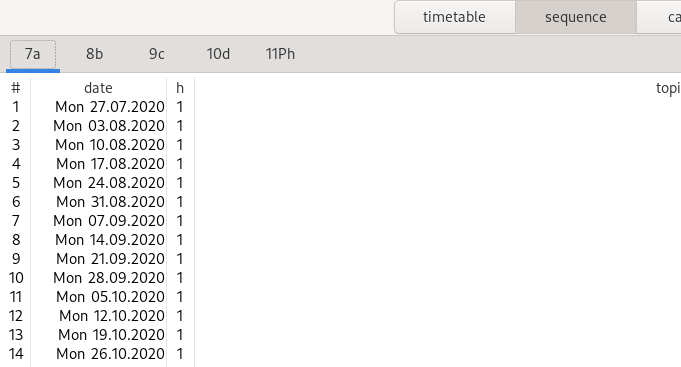 timetable sequence
7a 8b 9c 10d 11Ph
# date h
1 Mon 27.07.2020 1
2 Mon 03.08.2020 1
3 Mon 10.08.2020 1
4 Mon 17.08.2020 1
5 Mon 24.08.2020 1
6 Mon 31.08.2020 1
7 Mon 07.09.2020 1
8 Mon 14.09.2020 1
9 Mon 21.09.2020 1
10 Mon 28.09.2020 1
11 Mon 05.10.2020 1
12 Mon 12.10.2020 1
13 Mon 19.10.2020 1
14 Mon 26.10.2020 1